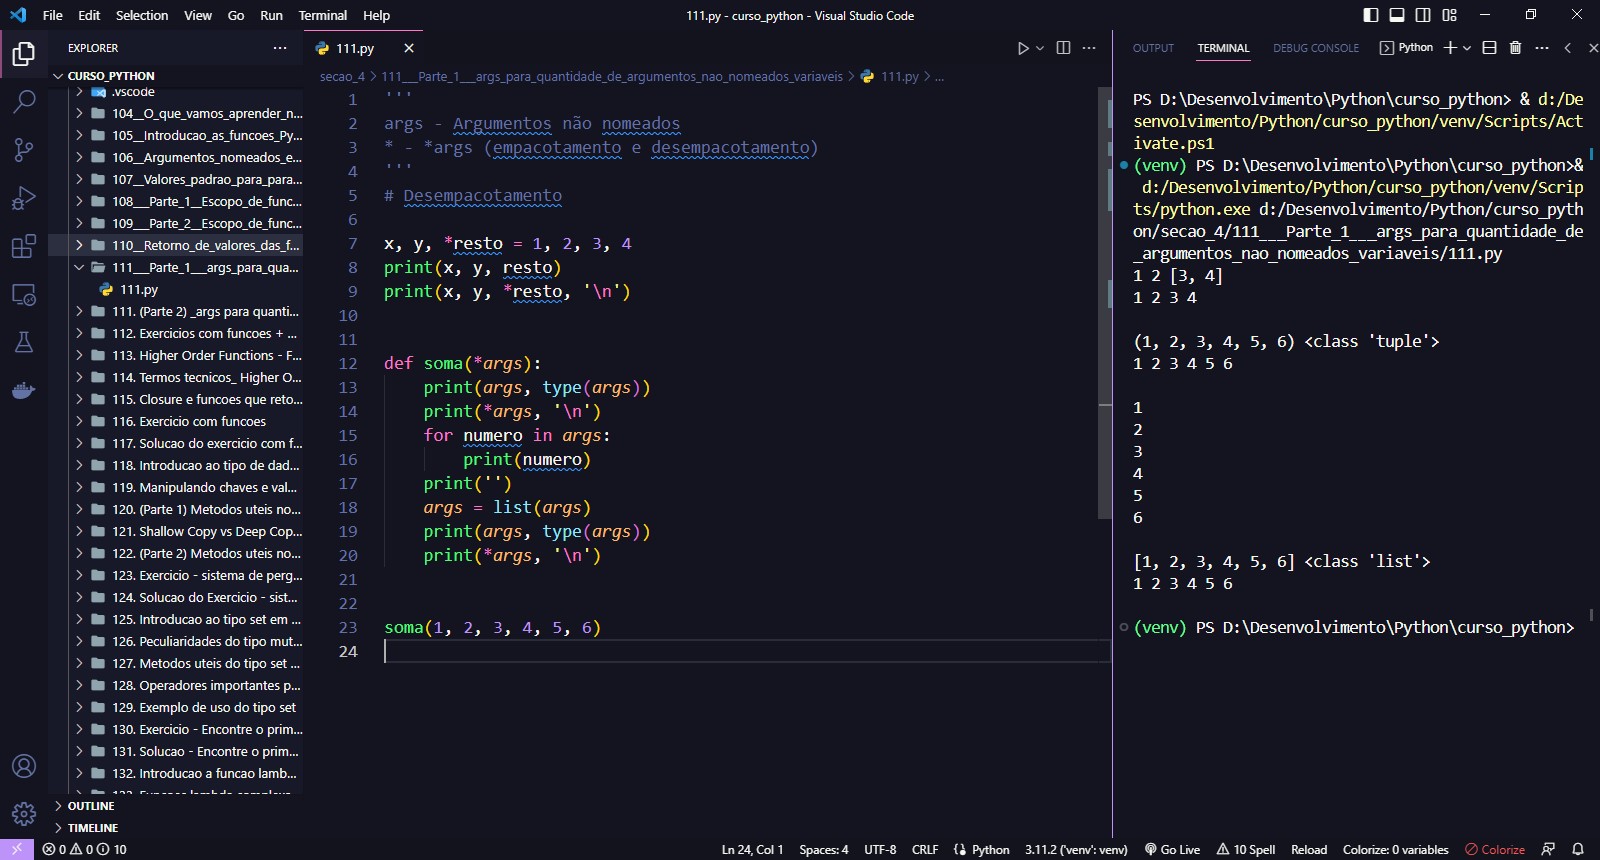 File Edit Selection View Go Run Terminal Help
111.py - curso_python - Visual Studio Code
EXPLORER
CURSO_PYTHON
.vscode
104__O_que_vamos_aprender_n...
105__Introducao_as_funcoes_Py...
106__Argumentos_nomeados_e...
107__Valores_padrao_para_para...
108__Parte_1__Escopo_de_func...
109__Parte_2__Escopo_de_func...
110__Retorno_de_valores_das_f...
111___Parte_1___args_para_qua...
111.py
111. (Parte 2) _args para quanti...
112. Exercicios com funcoes + ...
113. Higher Order Functions - F...
114. Termos tecnicos_ Higher O...
115. Closure e funcoes que reto...
116. Exercicio com funcoes
117. Solucao do exercicio com f...
118. Introducao ao tipo de dad...
119. Manipulando chaves e val...
120. (Parte 1) Metodos uteis no...
121. Shallow Copy vs Deep Cop...
122. (Parte 2) Metodos uteis no...
123. Exercicio - sistema de perg...
124. Solucao do Exercicio - sist...
125. Introducao ao tipo set em ...
126. Peculiaridades do tipo mut...
127. Metodos uteis do tipo set ...
128. Operadores importantes p...
129. Exemplo de uso do tipo set
130. Exercicio - Encontre o prim...
131. Solucao - Encontre o prim...
132. Introducao a funcao lamb...
OUTLINE
TIMELINE
111.py
secao_4 > 111___Parte_1___args_para_quantidade_de_argumentos_nao_nomeados_variaveis > 111.py > ...
1 '''
2 args - Argumentos não nomeados
3 * - *args (empacotamento e desempacotamento)
4 '''
5 # Desempacotamento
6
7 x, y, *resto = 1, 2, 3, 4
8 print(x, y, resto)
9 print(x, y, *resto, '\n')
10
11
12 def soma(*args):
13 print(args, type(args))
14 print(*args, '\n')
15 for numero in args:
16 print(numero)
17 print('')
18 args = list(args)
19 print(args, type(args))
20 print(*args, '\n')
21
22
23 soma(1, 2, 3, 4, 5, 6)
24
OUTPUT TERMINAL DEBUG CONSOLE Python
PS D:\Desenvolvimento\Python\curso_python> & d:/De
senvolvimento/Python/curso_python/venv/Scripts/Act
ivate.ps1
(venv) PS D:\Desenvolvimento\Python\curso_python>&
d:/Desenvolvimento/Python/curso_python/venv/Scrip
ts/python.exe d:/Desenvolvimento/Python/curso_pyth
on/secao_4/111___Parte_1___args_para_quantidade_de
_argumentos_nao_nomeados_variaveis/111.py
1 2 [3, 4]
1 2 3 4
(1, 2, 3, 4, 5, 6) <class 'tuple'>
1 2 3 4 5 6
1
2
3
4
5
6
[1, 2, 3, 4, 5, 6] <class 'list'>
1 2 3 4 5 6
(venv) PS D:\Desenvolvimento\Python\curso_python>
0 0 10 Ln 24, Col 1 Spaces: 4 UTF-8 CRLF Python 3.11.2 ('venv': venv) Go Live 10 Spell Reload Colorize: 0 variables Colorize